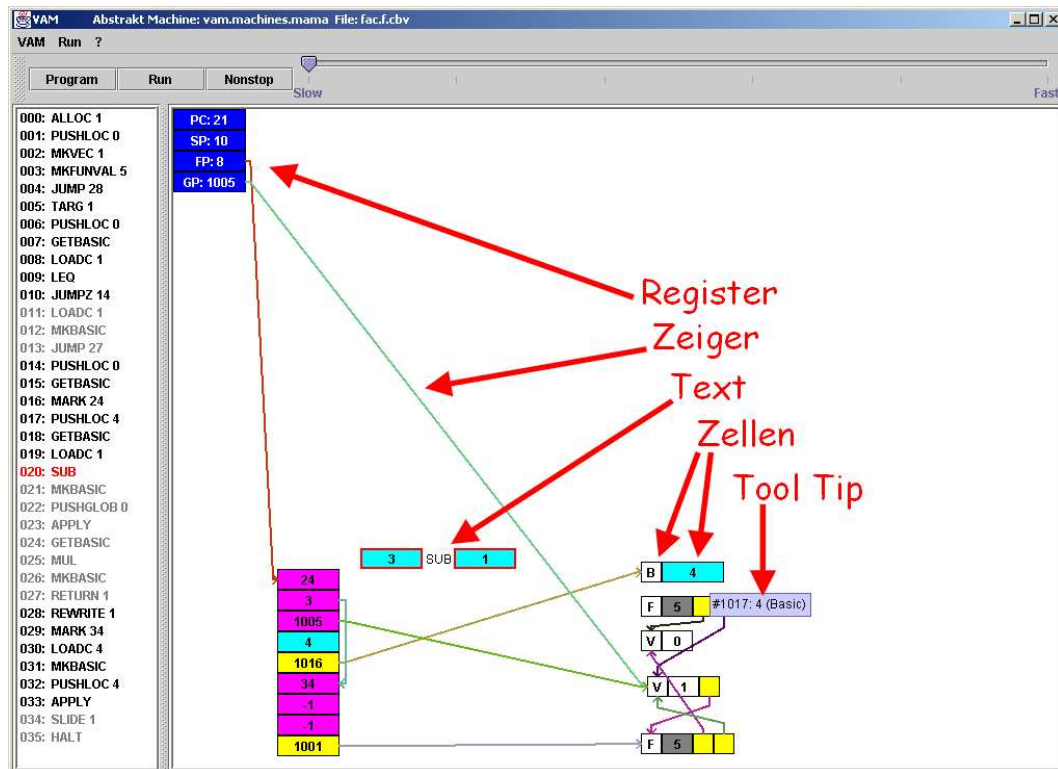 VAM Abstrakt Machine: vam.machines.mama File: fac.f.cbv
VAM Run ?
Program Run Nonstop
Slow Fast
000: ALLOC 1
001: PUSHLOC 0
002: MKVEC 1
003: MKFUNVAL 5
004: JUMP 28
005: TARG 1
006: PUSHLOC 0
007: GETBASIC
008: LOADC 1
009: LEQ
010: JUMPZ 14
011: LOADC 1
012: MKBASIC
013: JUMP 27
014: PUSHLOC 0
015: GETBASIC
016: MARK 24
017: PUSHLOC 4
018: GETBASIC
019: LOADC 1
020: SUB
021: MKBASIC
022: PUSHGLOB 0
023: APPLY
024: GETBASIC
025: MUL
026: MKBASIC
027: RETURN 1
028: REWRITE 1
029: MARK 34
030: LOADC 4
031: MKBASIC
032: PUSHLOC 4
033: APPLY
034: SLIDE 1
035: HALT
PC: 21
SP: 10
FP: 8
GP: 1005
Register
Zeiger
Text
Zellen
Tool Tip
3 SUB 1
24
3
1005
4
1016
34
-1
-1
1001
B 4
F 5 #1017: 4 (Basic)
V 0
V 1
F 5